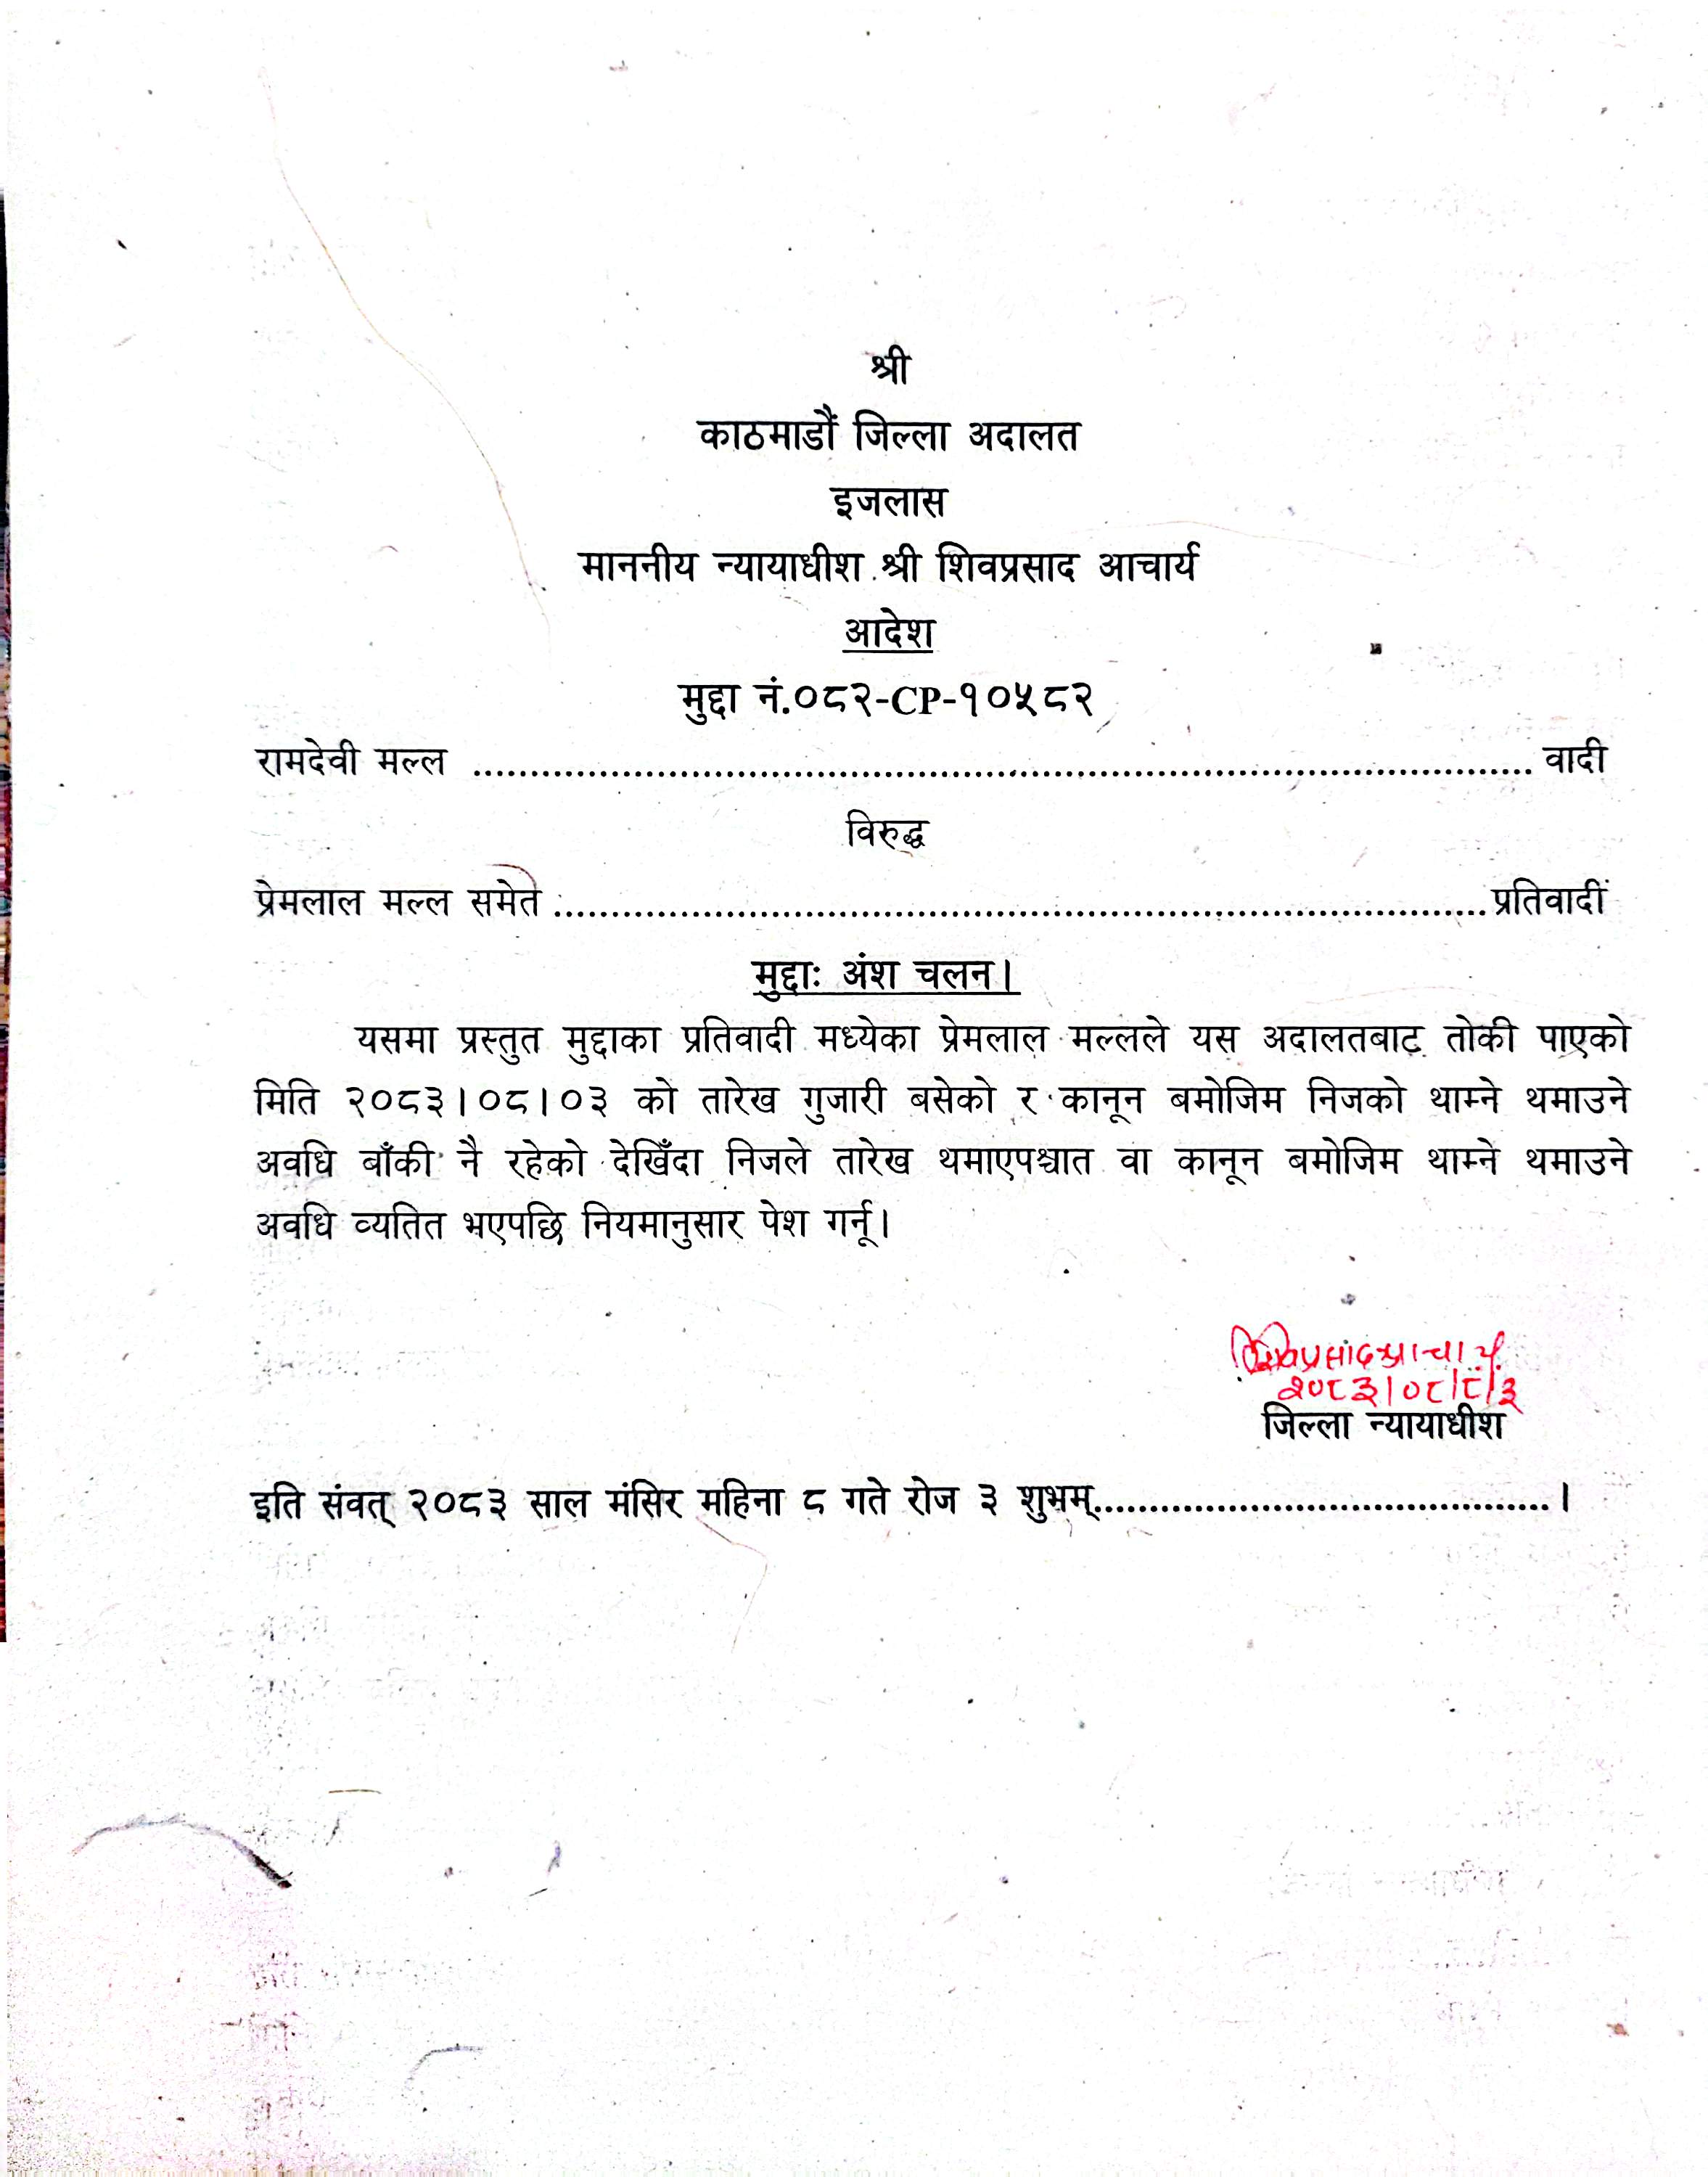 श्री
काठमाडौं जिल्ला अदालत
इजलास
माननीय न्यायाधीश श्री शिवप्रसाद आचार्य
आदेश
मुद्दा नं.०८२-CP-१०५८२
रामदेवी मल्ल ........................................................................................... वादी
विरुद्ध
प्रेमलाल मल्ल समेत ................................................................................ प्रतिवादी
मुद्दाः अंश चलन।
यसमा प्रस्तुत मुद्दाका प्रतिवादी मध्येका प्रेमलाल मल्लले यस अदालतबाट तोकी पाएको
मिति २०८३।०८।०३ को तारेख गुजारी बसेको र कानून बमोजिम निजको थाम्ने थमाउने
अवधि बाँकी नै रहेको देखिँदा निजले तारेख थमाएपश्चात वा कानून बमोजिम थाम्ने थमाउने
अवधि व्यतित भएपछि नियमानुसार पेश गर्नू।
शिवप्रसाद आचार्य
२०८३।०८।८।३
जिल्ला न्यायाधीश
इति संवत् २०८३ साल मंसिर महिना ८ गते रोज ३ शुभम्........................................।